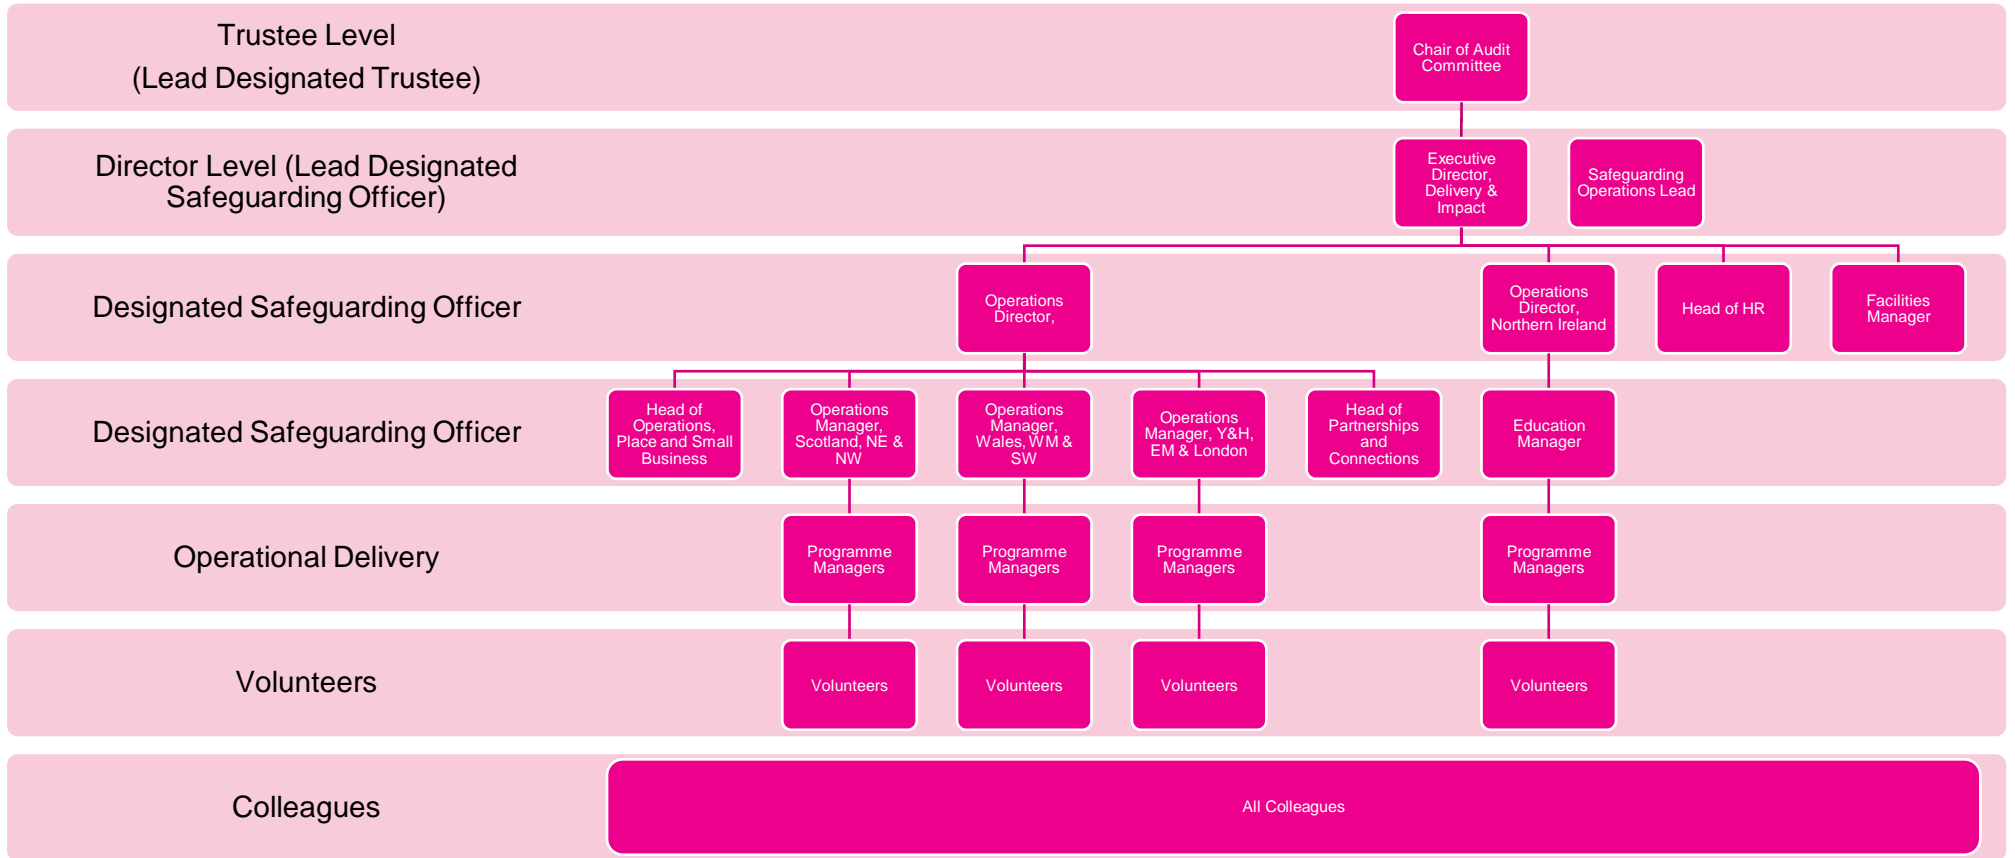 Trustee Level
(Lead Designated Trustee)
Chair of Audit
Committee
Director Level (Lead Designated
Safeguarding Officer)
Executive
Director,
Delivery &
Impact
Safeguarding
Operations Lead
Designated Safeguarding Officer
Operations
Director,
Operations
Director,
Northern Ireland
Head of HR
Facilities
Manager
Designated Safeguarding Officer
Head of
Operations,
Place and Small
Business
Operations
Manager,
Scotland, NE &
NW
Operations
Manager,
Wales, WM &
SW
Operations
Manager, Y&H,
EM & London
Head of
Partnerships
and
Connections
Education
Manager
Operational Delivery
Programme
Managers
Programme
Managers
Programme
Managers
Programme
Managers
Volunteers
Volunteers
Volunteers
Volunteers
Volunteers
Colleagues
All Colleagues